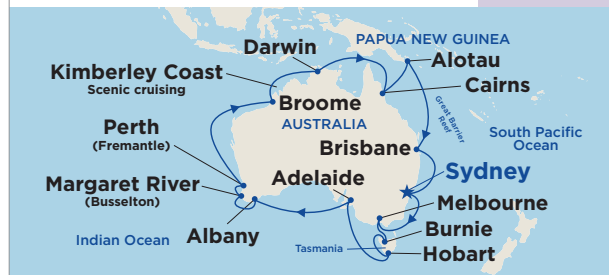 PAPUA NEW GUINEA
Darwin
Alotau
Kimberley Coast
Scenic cruising
Cairns
Broome
Great Barrier
Reef
AUSTRALIA
South Pacific
Ocean
Perth
(Fremantle)
Brisbane
Sydney
Adelaide
Margaret River
(Busselton)
Melbourne
Burnie
Albany
Indian Ocean
Tasmania
Hobart